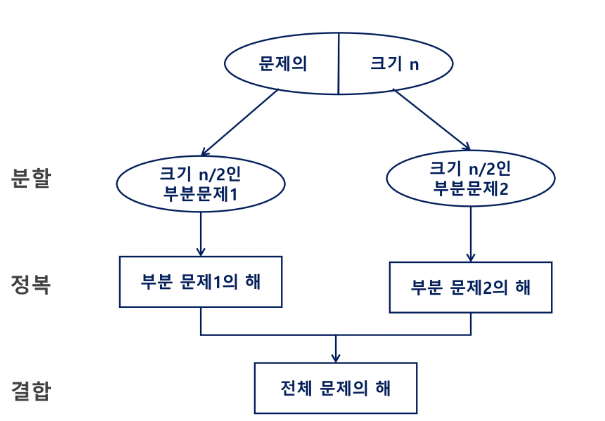 문제의 크기 n
분할
크기 n/2인
부분문제1
크기 n/2인
부분문제2
정복
부분 문제1의 해
부분 문제2의 해
결합
전체 문제의 해